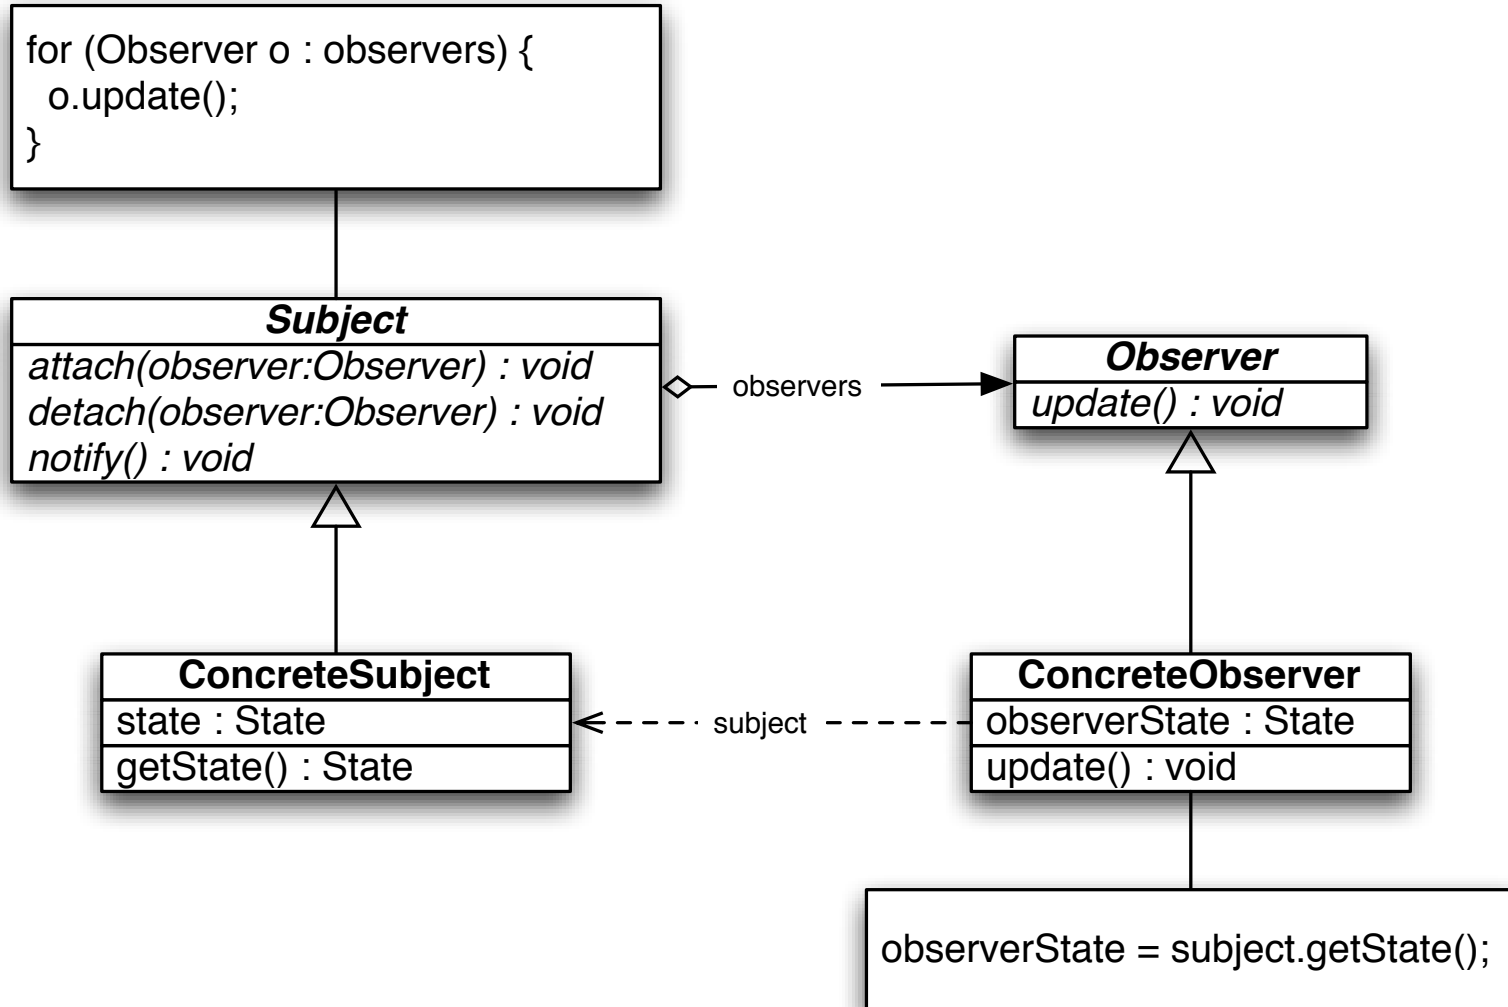 for (Observer o : observers) {
  o.update();
}
Subject
attach(observer:Observer) : void
detach(observer:Observer) : void
notify() : void
observers
Observer
update() : void
ConcreteSubject
state : State
getState() : State
subject
ConcreteObserver
observerState : State
update() : void
observerState = subject.getState();